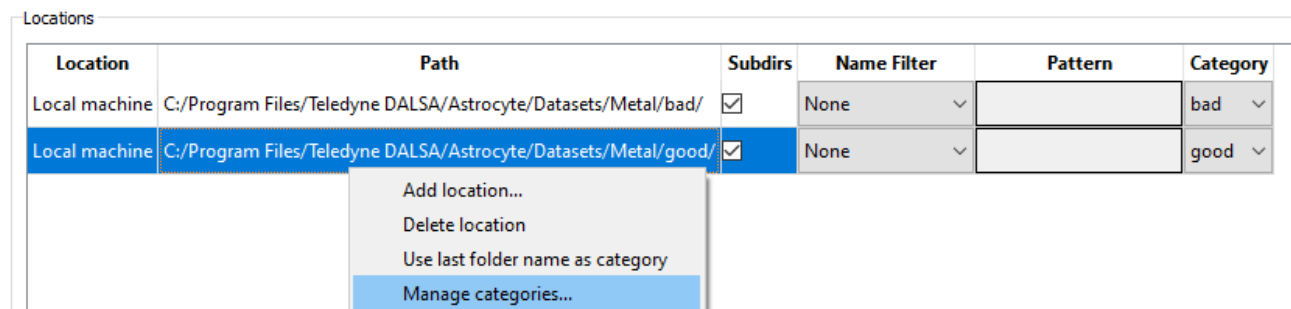 Locations
Location Path Subdirs Name Filter Pattern Category
Local machine C:/Program Files/Teledyne DALSA/Astrocyte/Datasets/Metal/bad/ None bad
Local machine C:/Program Files/Teledyne DALSA/Astrocyte/Datasets/Metal/good/ None good
Add location...
Delete location
Use last folder name as category
Manage categories...